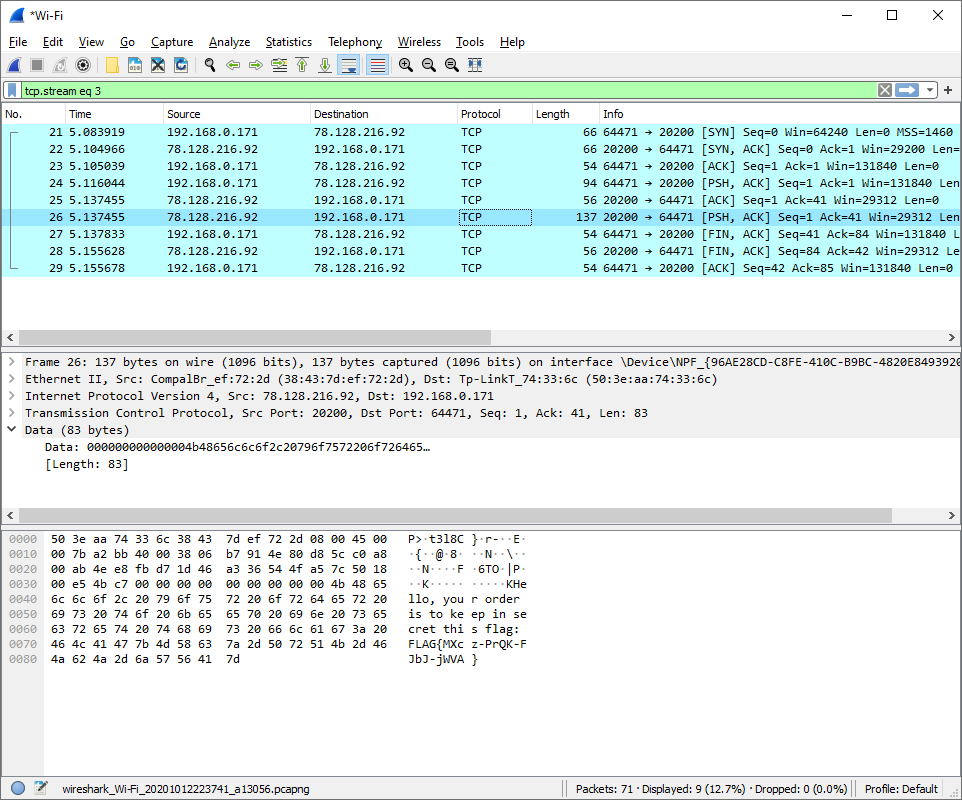 *Wi-Fi
File Edit View Go Capture Analyze Statistics Telephony Wireless Tools Help
tcp.stream eq 3
No. Time Source Destination Protocol Length Info
21 5.083919 192.168.0.171 78.128.216.92 TCP 66 64471 → 20200 [SYN] Seq=0 Win=64240 Len=0 MSS=1460
22 5.104966 78.128.216.92 192.168.0.171 TCP 66 20200 → 64471 [SYN, ACK] Seq=0 Ack=1 Win=29200 Len=
23 5.105039 192.168.0.171 78.128.216.92 TCP 54 64471 → 20200 [ACK] Seq=1 Ack=1 Win=131840 Len=0
24 5.116044 192.168.0.171 78.128.216.92 TCP 94 64471 → 20200 [PSH, ACK] Seq=1 Ack=1 Win=131840 Len
25 5.137455 78.128.216.92 192.168.0.171 TCP 56 20200 → 64471 [ACK] Seq=1 Ack=41 Win=29312 Len=0
26 5.137455 78.128.216.92 192.168.0.171 TCP 137 20200 → 64471 [PSH, ACK] Seq=1 Ack=41 Win=29312 Len
27 5.137833 192.168.0.171 78.128.216.92 TCP 54 64471 → 20200 [FIN, ACK] Seq=41 Ack=84 Win=131840 L
28 5.155628 78.128.216.92 192.168.0.171 TCP 56 20200 → 64471 [FIN, ACK] Seq=84 Ack=42 Win=29312 Le
29 5.155678 192.168.0.171 78.128.216.92 TCP 54 64471 → 20200 [ACK] Seq=42 Ack=85 Win=131840 Len=0
Frame 26: 137 bytes on wire (1096 bits), 137 bytes captured (1096 bits) on interface \Device\NPF_{96AE28CD-C8FE-410C-B9BC-4820E8493920
Ethernet II, Src: CompalBr_ef:72:2d (38:43:7d:ef:72:2d), Dst: Tp-LinkT_74:33:6c (50:3e:aa:74:33:6c)
Internet Protocol Version 4, Src: 78.128.216.92, Dst: 192.168.0.171
Transmission Control Protocol, Src Port: 20200, Dst Port: 64471, Seq: 1, Ack: 41, Len: 83
Data (83 bytes)
Data: 000000000000004b48656c6c6f2c20796f7572206f726465…
[Length: 83]
0000 50 3e aa 74 33 6c 38 43 7d ef 72 2d 08 00 45 00 P>·t3l8C }·r-··E·
0010 00 7b a2 bb 40 00 38 06 b7 91 4e 80 d8 5c c0 a8 ·{··@·8· ··N··\··
0020 00 ab 4e e8 fb d7 1d 46 a3 36 54 4f a5 7c 50 18 ··N····F ·6TO·|P·
0030 00 e5 4b c7 00 00 00 00 00 00 00 00 4b 48 65 ··K····· ·····KHe
0040 6c 6c 6f 2c 20 79 6f 75 72 20 6f 72 64 65 72 20 llo, you r order
0050 69 73 20 74 6f 20 6b 65 65 70 20 69 6e 20 73 65 is to ke ep in se
0060 63 72 65 74 20 74 68 69 73 20 66 6c 61 67 3a 20 cret thi s flag:
0070 46 4c 41 47 7b 4d 58 63 7a 2d 50 72 51 4b 2d 46 FLAG{MXc z-PrQK-F
0080 4a 62 4a 2d 6a 57 56 41 7d JbJ-jWVA }
wireshark_Wi-Fi_20201012223741_a13056.pcapng Packets: 71 · Displayed: 9 (12.7%) · Dropped: 0 (0.0%) Profile: Default